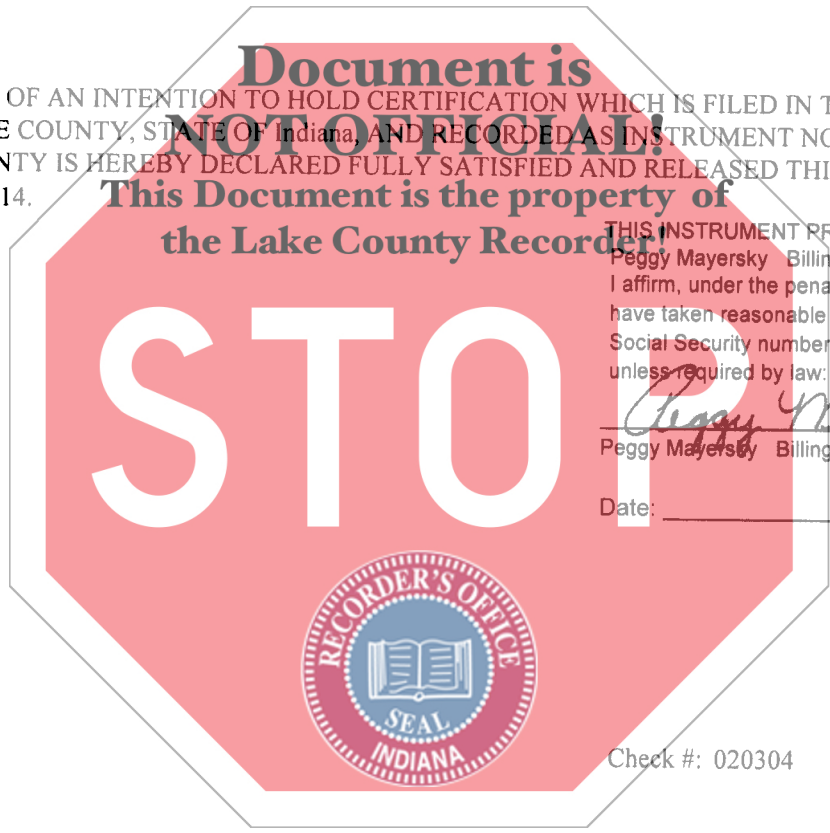 Document is
OF AN INTENTION TO HOLD CERTIFICATION WHICH IS FILED IN T
E COUNTY, STATE OF Indiana, AND RECORDED AS INSTRUMENT NO
NOT OFFICIAL!
NTY IS HEREBY DECLARED FULLY SATISFIED AND RELEASED THI
14.
This Document is the property of
the Lake County Recorder!
THIS INSTRUMENT PR
Peggy Mayersky Billin
I affirm, under the pena
have taken reasonable
Social Security number
unless required by law:
STOP
Peggy M
Peggy Mayersky Billing
Date:
RECORDER'S OFFICE
SEAL
INDIANA
Check #: 020304